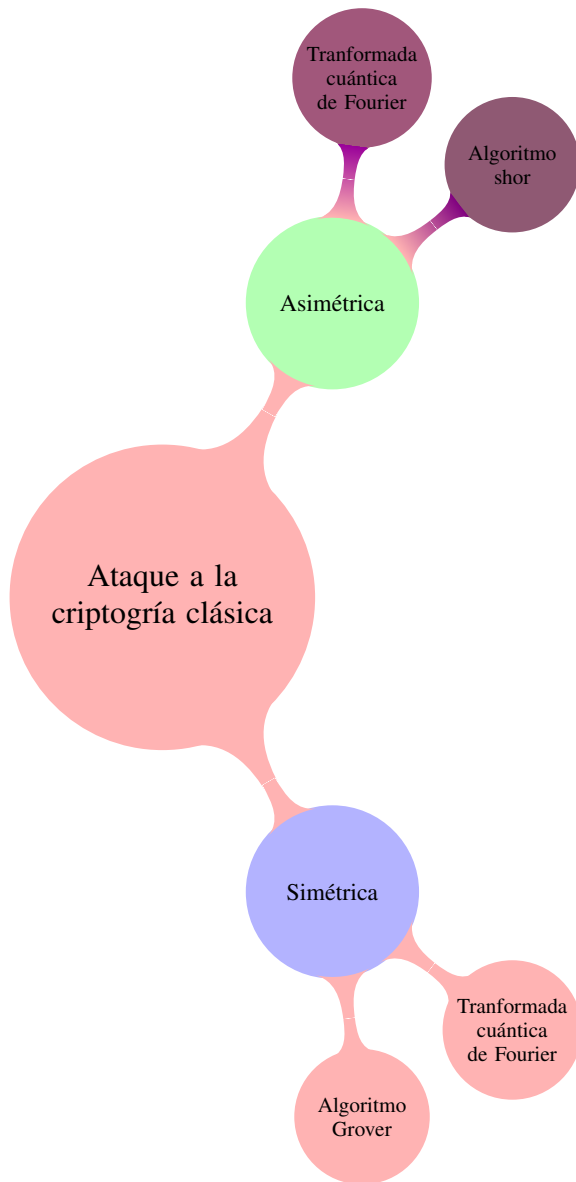 Tranformada
cuántica
de Fourier
Algoritmo
shor
Asimétrica
Ataque a la
criptogría clásica
Simétrica
Tranformada
cuántica
de Fourier
Algoritmo
Grover